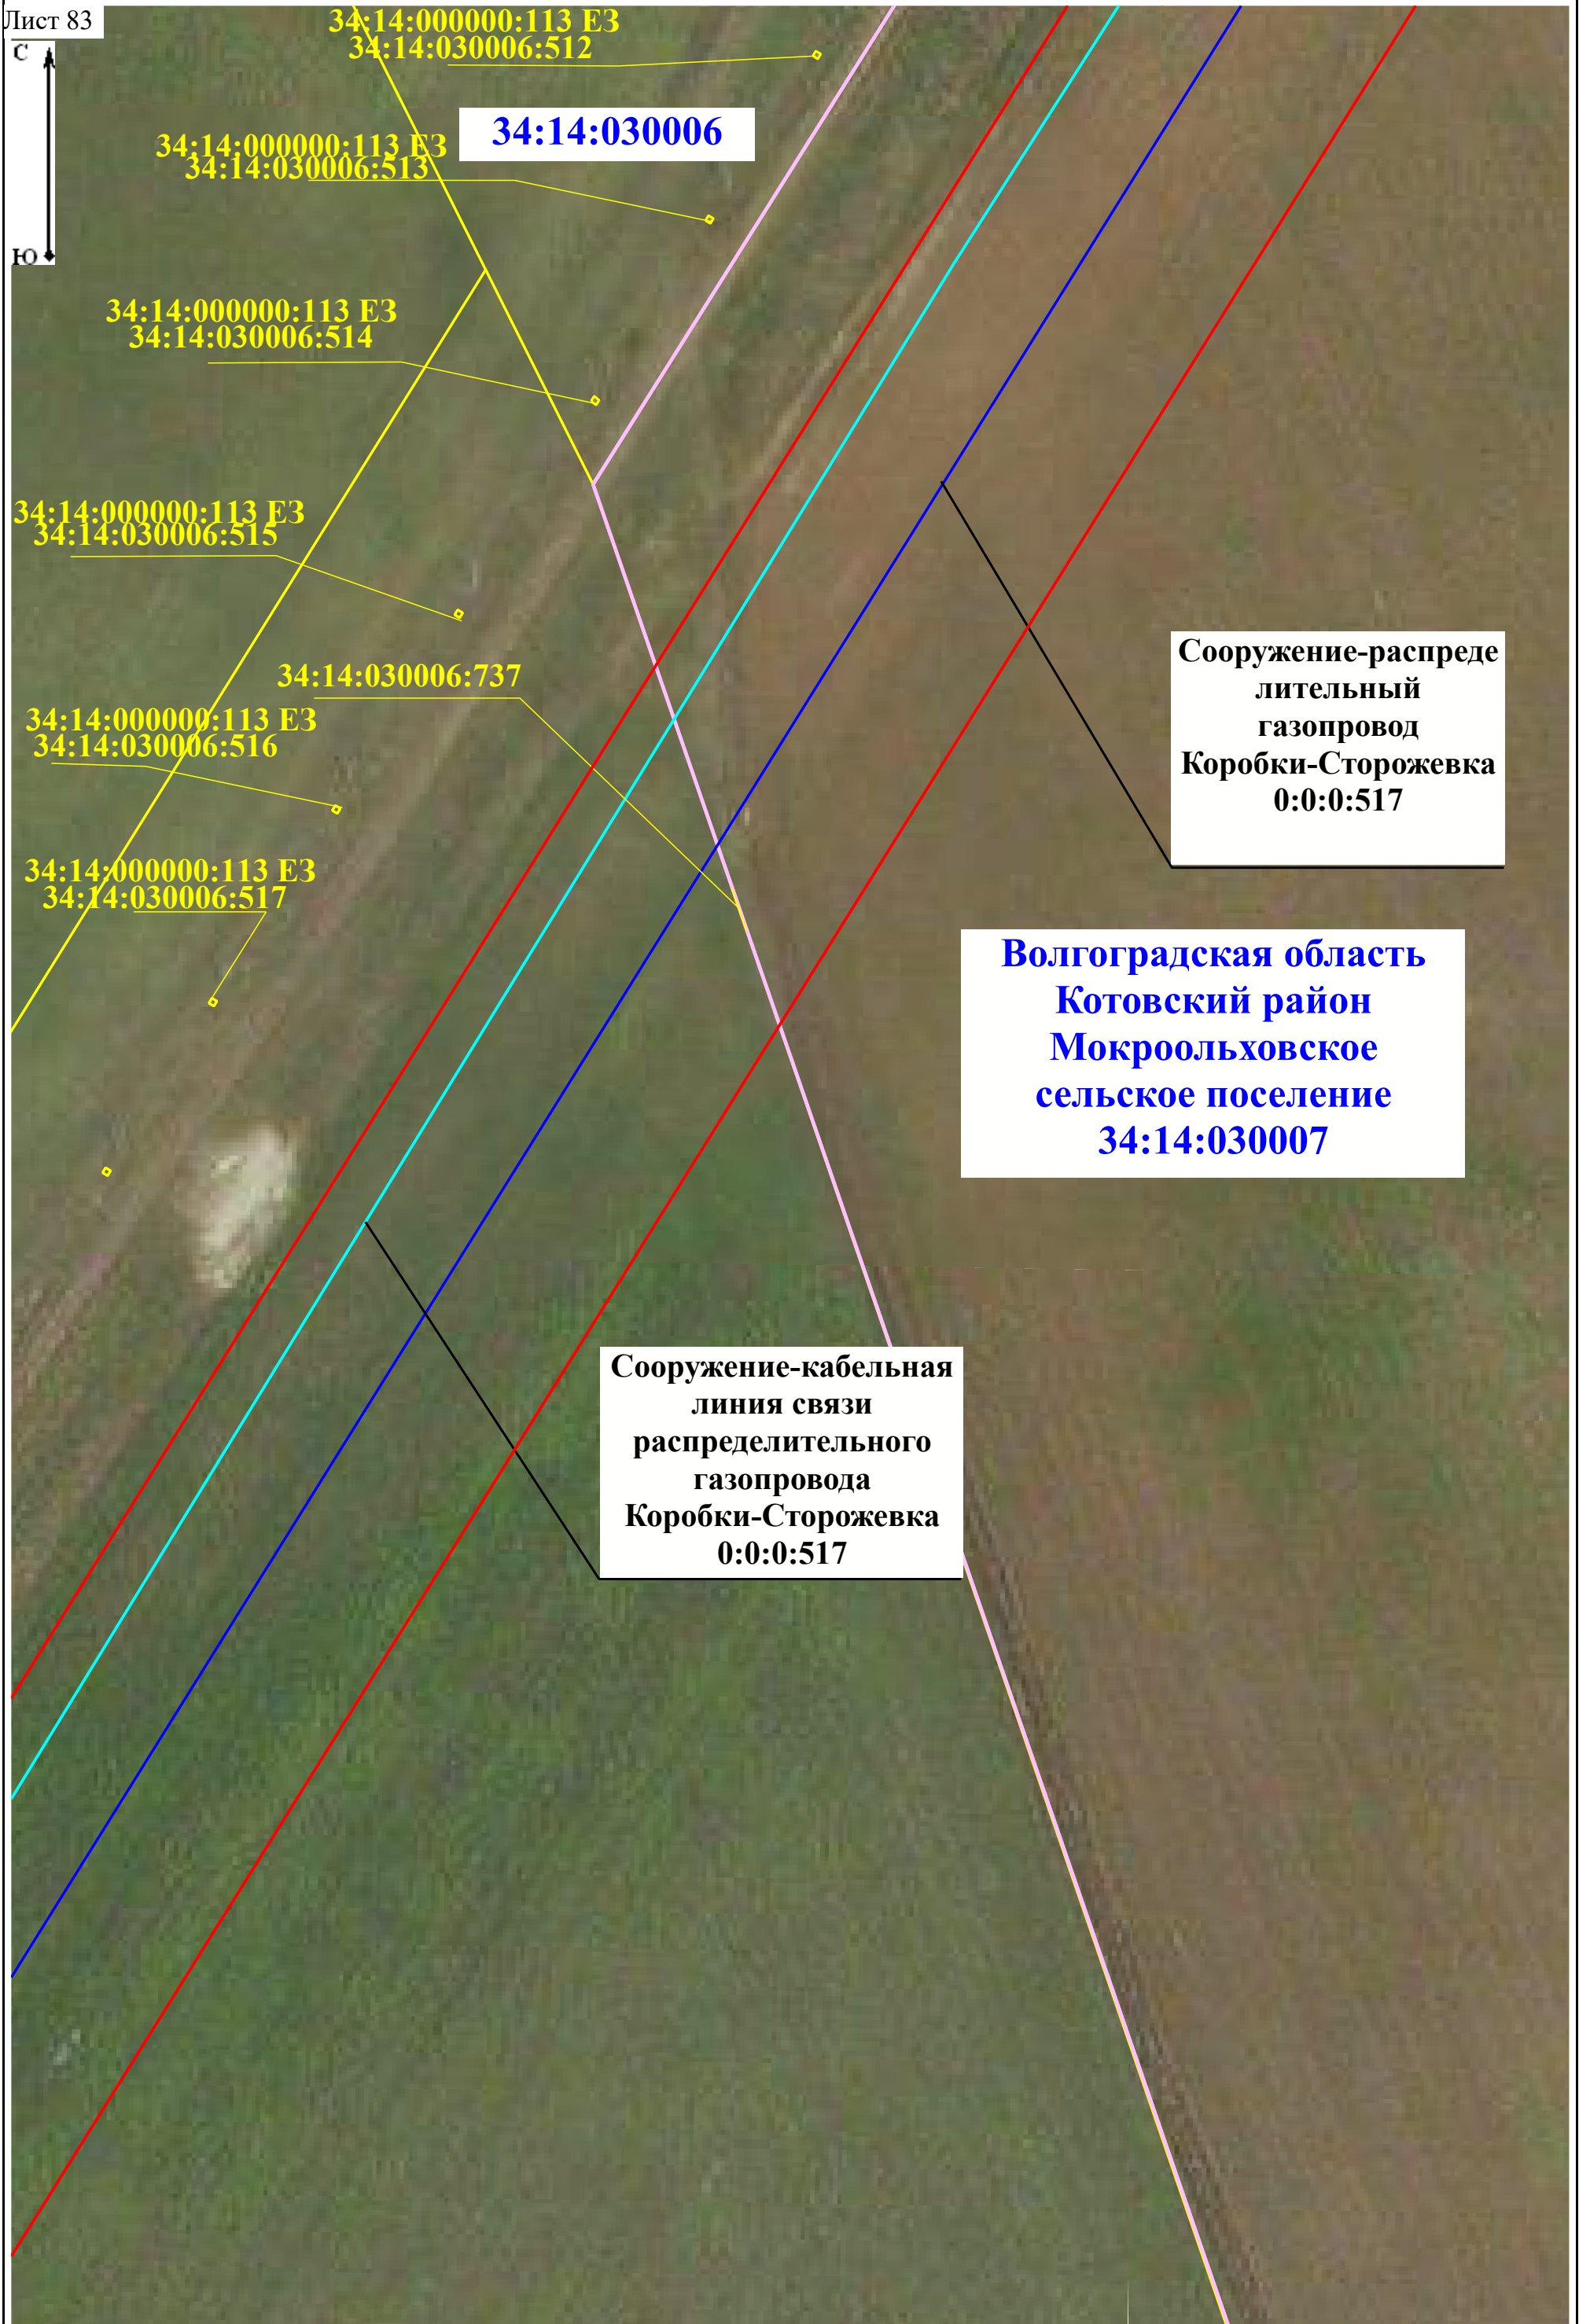 Лист 83
С
Ю
34:14:000000:113 ЕЗ
34:14:030006:512
34:14:030006
34:14:000000:113 ЕЗ
34:14:030006:513
34:14:000000:113 ЕЗ
34:14:030006:514
34:14:000000:113 ЕЗ
34:14:030006:515
34:14:030006:737
34:14:000000:113 ЕЗ
34:14:030006:516
34:14:000000:113 ЕЗ
34:14:030006:517
Сооружение-распреде
лительный
газопровод
Коробки-Сторожевка
0:0:0:517
Волгоградская область
Котовский район
Мокроольховское
сельское поселение
34:14:030007
Сооружение-кабельная
линия связи
распределительного
газопровода
Коробки-Сторожевка
0:0:0:517